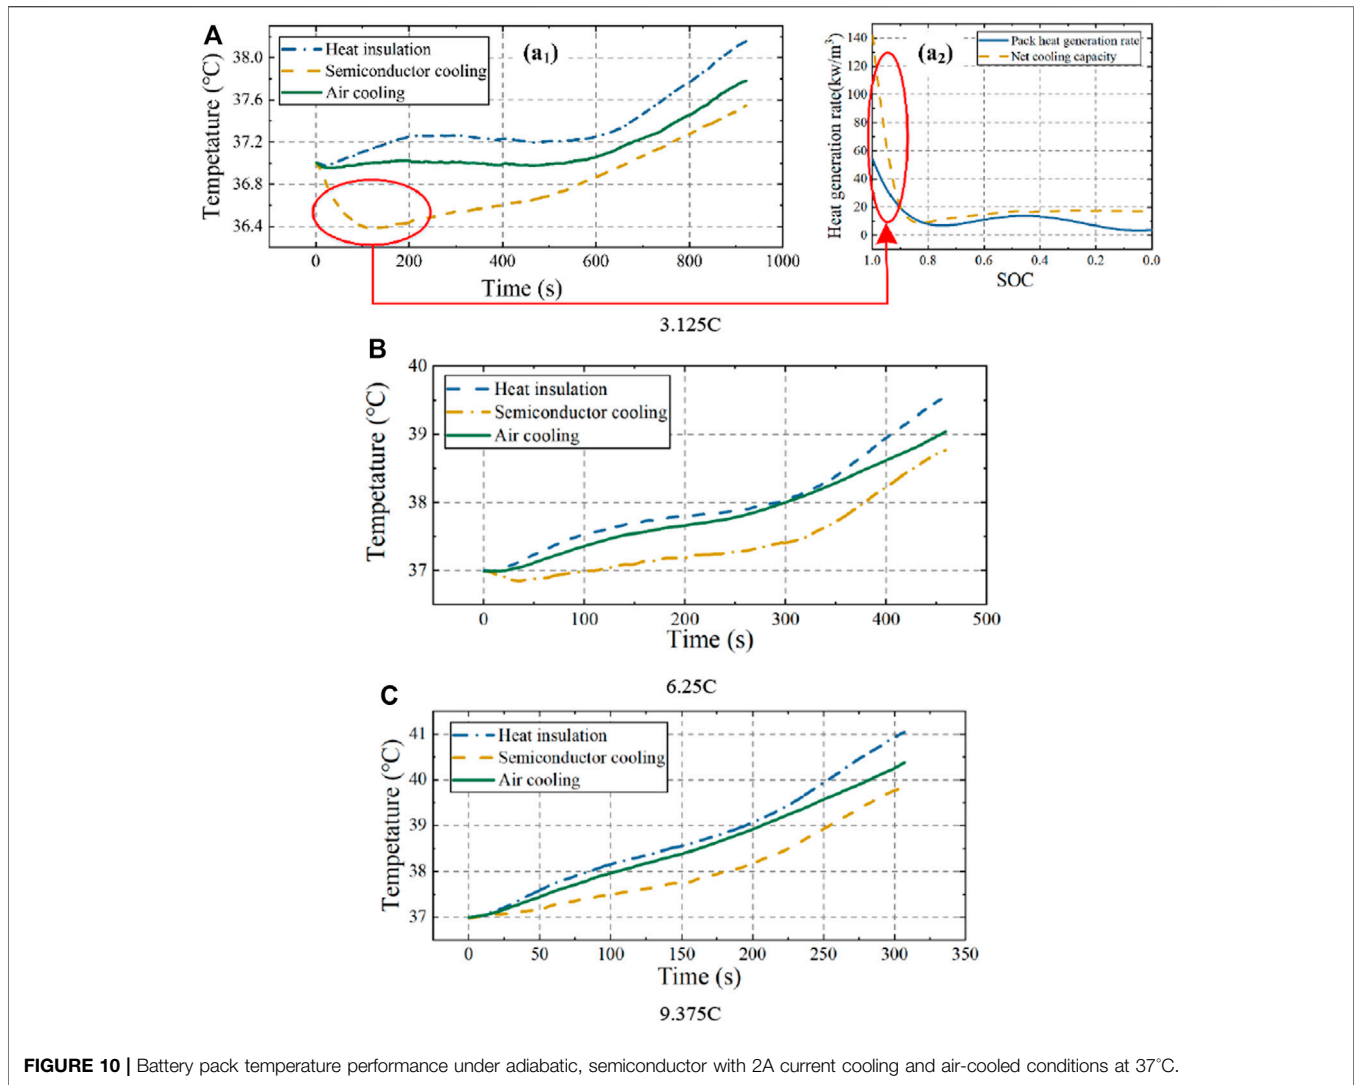 A
(a₁)
Heat insulation
Semiconductor cooling
Air cooling
38.0
37.6
37.2
36.8
36.4
Tempetature (°C)
0 200 400 600 800 1000
Time (s)
(a₂)
Pack heat generation rate
Net cooling capacity
140
120
100
80
60
40
20
0
Heat generation rate(kw/m³)
1.0 0.8 0.6 0.4 0.2 0.0
SOC
3.125C
B
Heat insulation
Semiconductor cooling
Air cooling
40
39
38
37
Tempetature (°C)
0 100 200 300 400 500
Time (s)
6.25C
C
Heat insulation
Semiconductor cooling
Air cooling
41
40
39
38
37
Tempetature (°C)
0 50 100 150 200 250 300 350
Time (s)
9.375C
FIGURE 10 | Battery pack temperature performance under adiabatic, semiconductor with 2A current cooling and air-cooled conditions at 37°C.